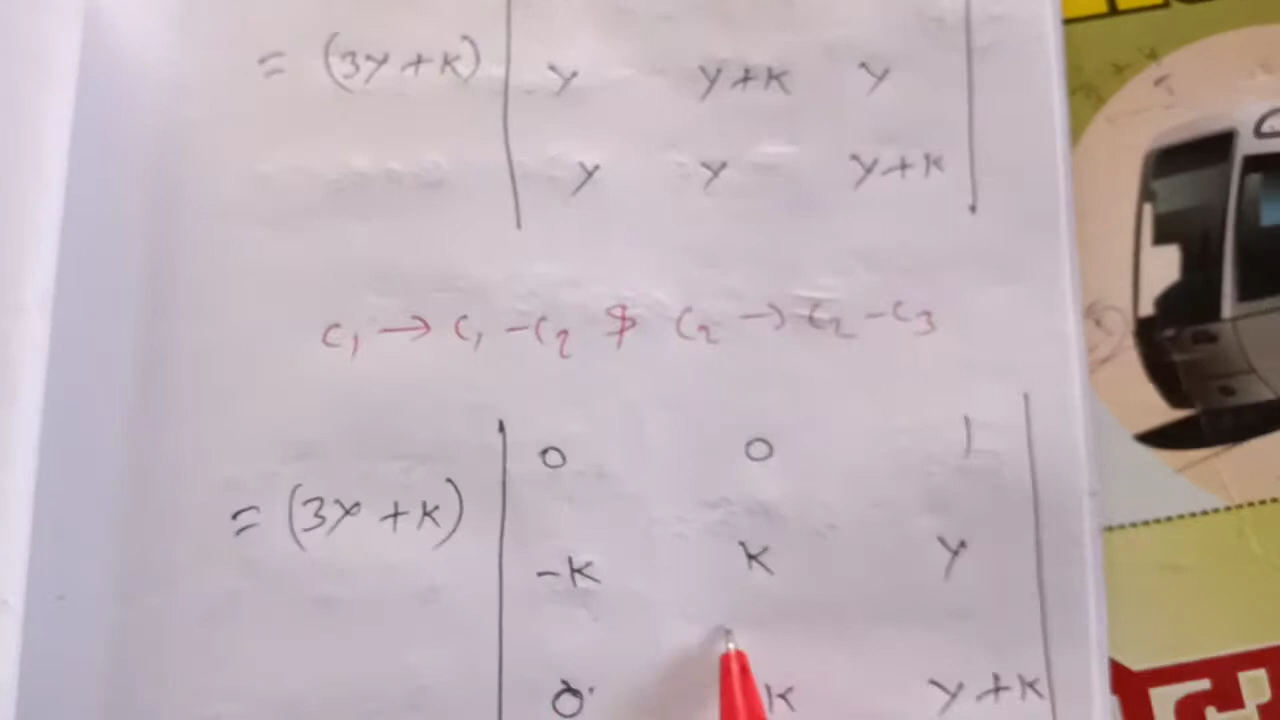 = (3y+k) | y y+k y |
| y y y+k |
C₁ → C₁ -C₂ $ C₂ → C₂ -C₃
| 0 0 1 |
= (3y +k) | -k k y |
| 0 k y+k |